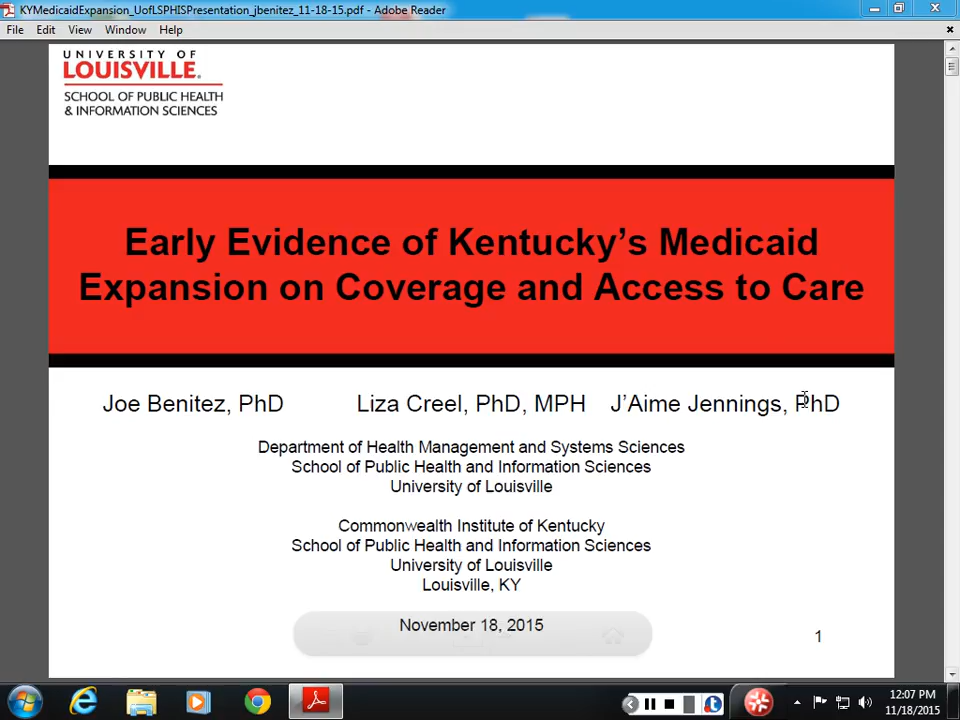 KYMedicaidExpansion_UofLSPHISPresentation_jbenitez_11-18-15.pdf - Adobe Reader
File Edit View Window Help
UNIVERSITY OF
LOUISVILLE.
SCHOOL OF PUBLIC HEALTH
& INFORMATION SCIENCES
Early Evidence of Kentucky's Medicaid
Expansion on Coverage and Access to Care
Joe Benitez, PhD Liza Creel, PhD, MPH J'Aime Jennings, PhD
Department of Health Management and Systems Sciences
School of Public Health and Information Sciences
University of Louisville
Commonwealth Institute of Kentucky
School of Public Health and Information Sciences
University of Louisville
Louisville, KY
November 18, 2015
1
12:07 PM
11/18/2015